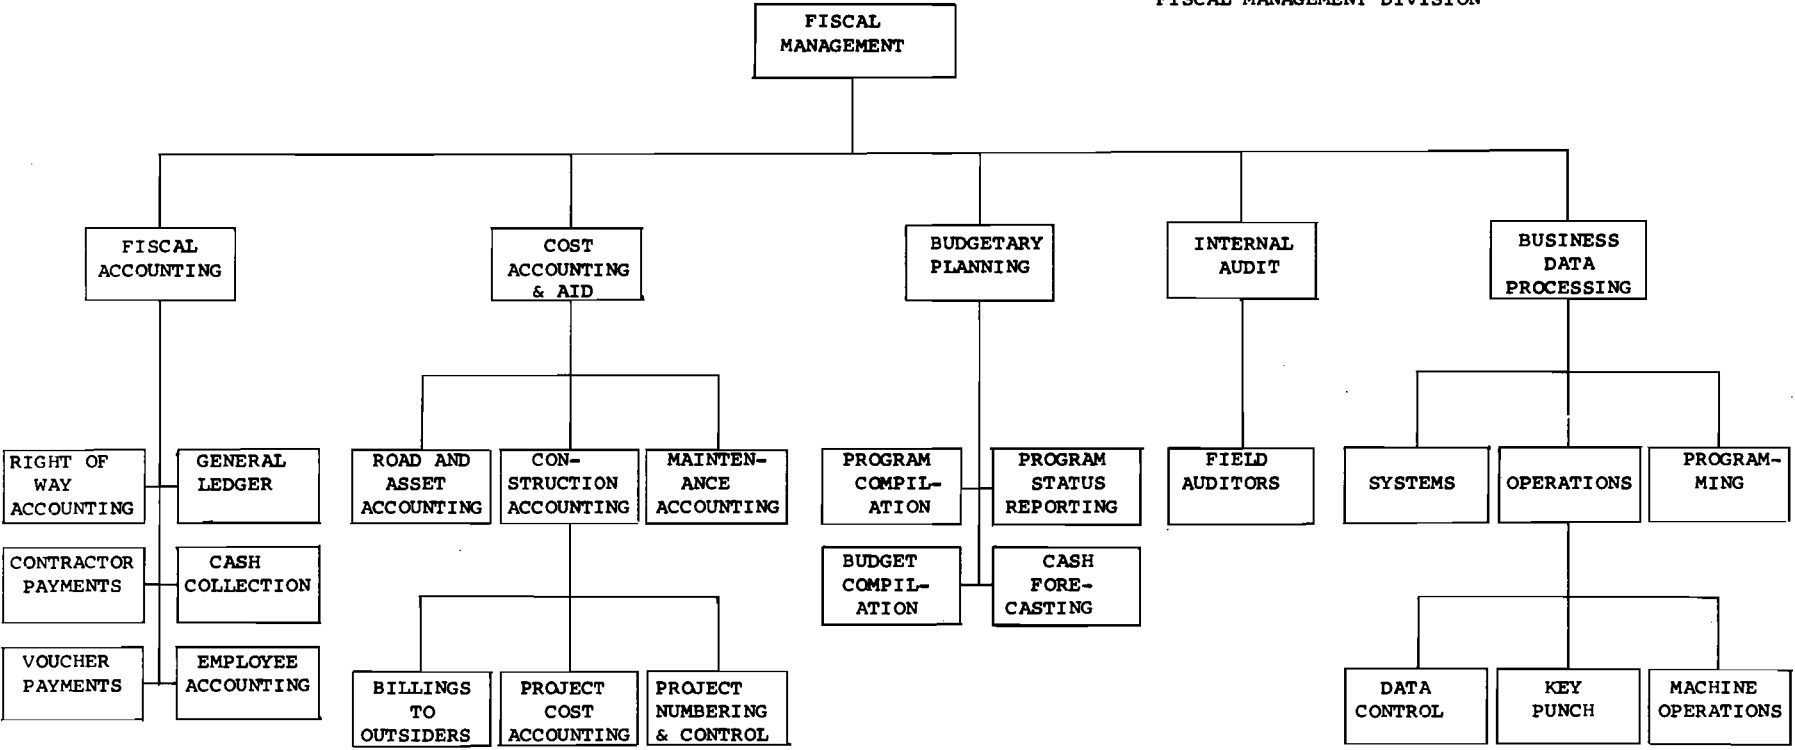 FISCAL MANAGEMENT DIVISION
FISCAL
MANAGEMENT
FISCAL
ACCOUNTING
COST
ACCOUNTING
& AID
BUDGETARY
PLANNING
INTERNAL
AUDIT
BUSINESS
DATA
PROCESSING
RIGHT OF
WAY
ACCOUNTING
GENERAL
LEDGER
ROAD AND
ASSET
ACCOUNTING
CON-
STRUCTION
ACCOUNTING
MAINTEN-
ANCE
ACCOUNTING
PROGRAM
COMPIL-
ATION
PROGRAM
STATUS
REPORTING
FIELD
AUDITORS
SYSTEMS
OPERATIONS
PROGRAM-
MING
CONTRACTOR
PAYMENTS
CASH
COLLECTION
BUDGET
COMPIL-
ATION
CASH
FORE-
CASTING
VOUCHER
PAYMENTS
EMPLOYEE
ACCOUNTING
BILLINGS
TO
OUTSIDERS
PROJECT
COST
ACCOUNTING
PROJECT
NUMBERING
& CONTROL
DATA
CONTROL
KEY
PUNCH
MACHINE
OPERATIONS